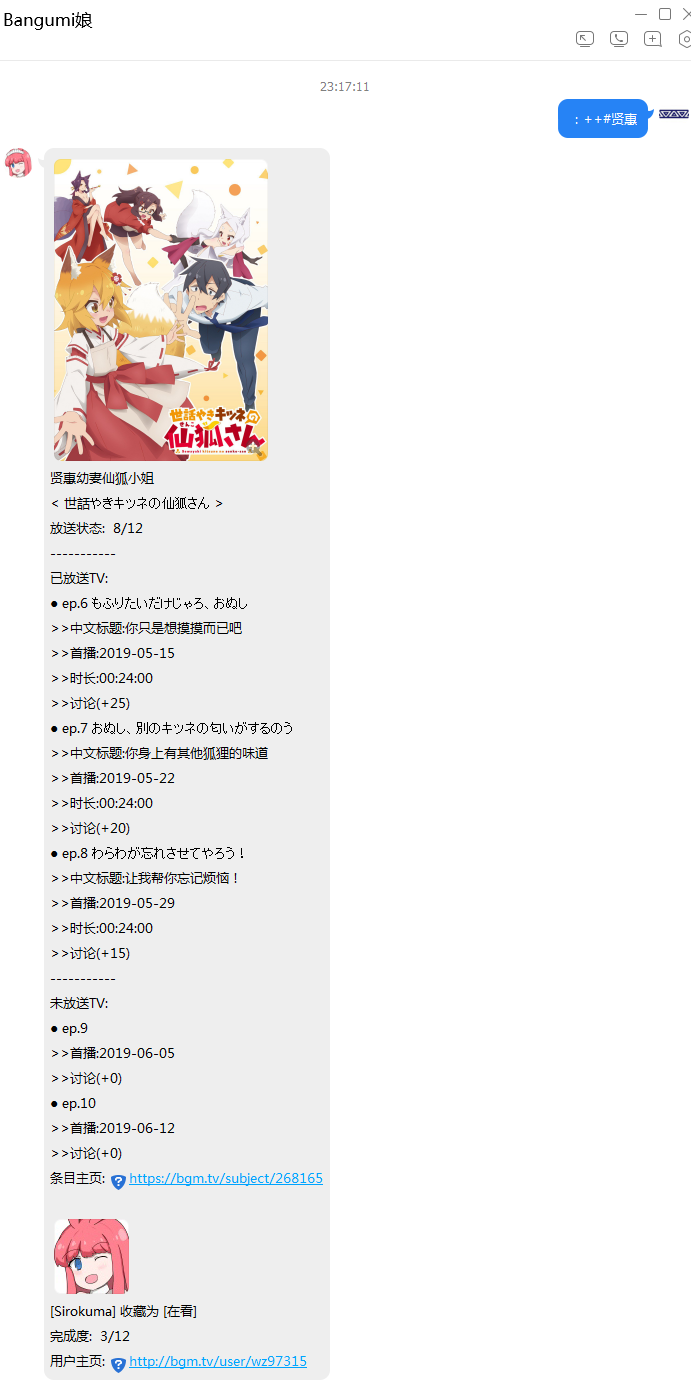 Bangumi娘
23:17:11
：++#贤惠
世話やきキツネの
せんこ
仙狐さん
Sewayaki kitsune no senko-san
贤惠幼妻仙狐小姐
< 世話やきキツネの仙狐さん >
放送状态: 8/12
-----------
已放送TV:
● ep.6 もふりたいだけじゃろ、おぬし
>>中文标题:你只是想摸摸而已吧
>>首播:2019-05-15
>>时长:00:24:00
>>讨论(+25)
● ep.7 おぬし、別のキツネの匂いがするのう
>>中文标题:你身上有其他狐狸的味道
>>首播:2019-05-22
>>时长:00:24:00
>>讨论(+20)
● ep.8 わらわが忘れさせてやろう！
>>中文标题:让我帮你忘记烦恼！
>>首播:2019-05-29
>>时长:00:24:00
>>讨论(+15)
-----------
未放送TV:
● ep.9
>>首播:2019-06-05
>>讨论(+0)
● ep.10
>>首播:2019-06-12
>>讨论(+0)
条目主页: https://bgm.tv/subject/268165
[Sirokuma] 收藏为 [在看]
完成度: 3/12
用户主页: http://bgm.tv/user/wz97315